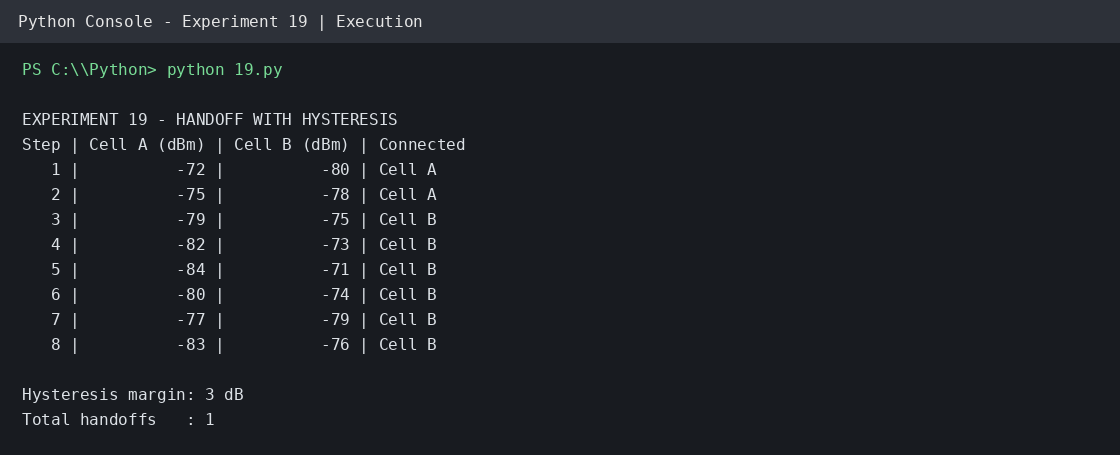 Python Console - Experiment 19 | Execution
PS C:\\Python> python 19.py
EXPERIMENT 19 - HANDOFF WITH HYSTERESIS
Step | Cell A (dBm) | Cell B (dBm) | Connected
   1 |          -72 |          -80 | Cell A
   2 |          -75 |          -78 | Cell A
   3 |          -79 |          -75 | Cell B
   4 |          -82 |          -73 | Cell B
   5 |          -84 |          -71 | Cell B
   6 |          -80 |          -74 | Cell B
   7 |          -77 |          -79 | Cell B
   8 |          -83 |          -76 | Cell B
Hysteresis margin: 3 dB
Total handoffs   : 1